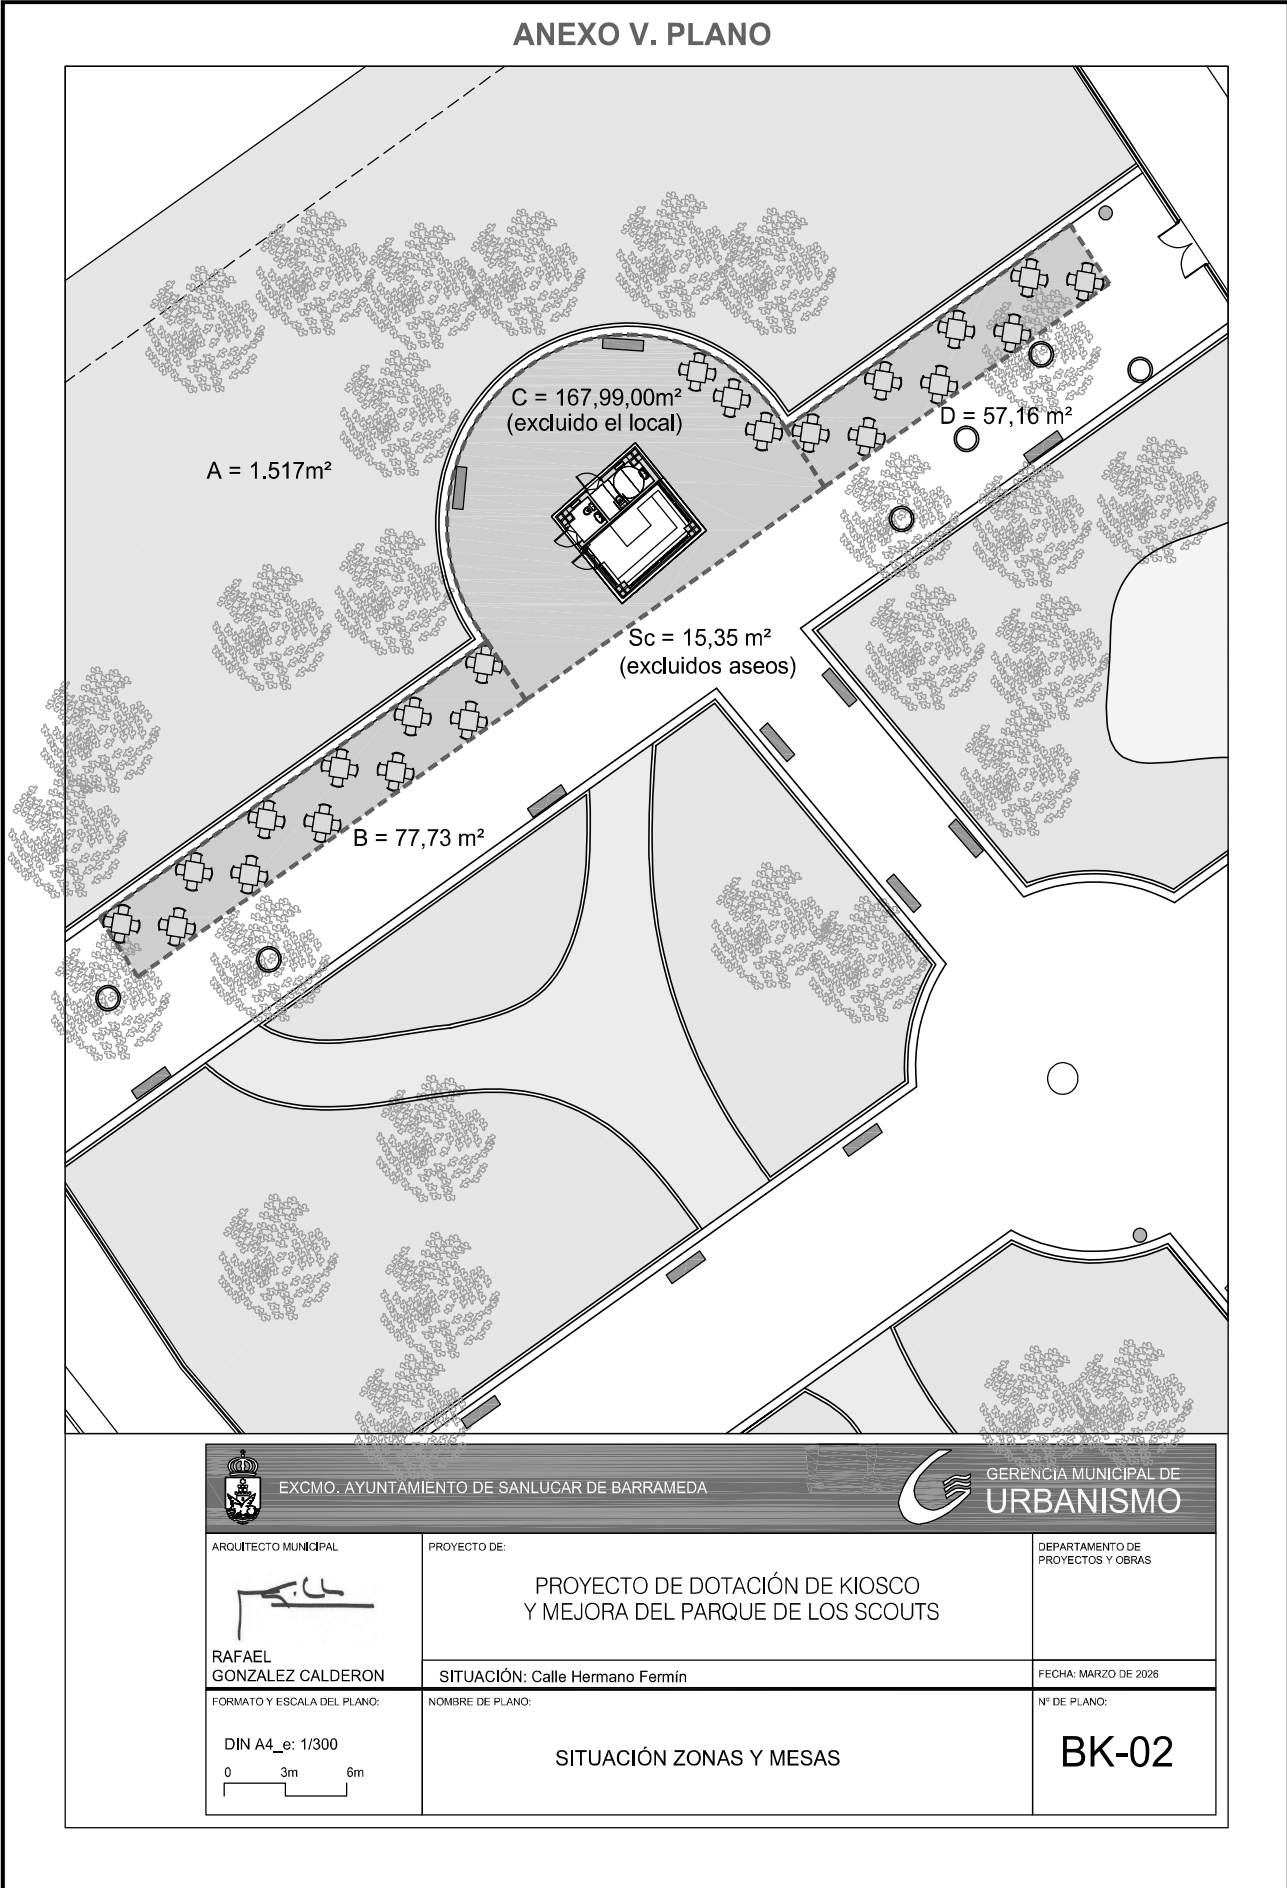 ANEXO V. PLANO
C = 167,99,00m²
(excluido el local)
D = 57,16 m²
A = 1.517m²
Sc = 15,35 m²
(excluidos aseos)
B = 77,73 m²
EXCMO. AYUNTAMIENTO DE SANLUCAR DE BARRAMEDA
GERENCIA MUNICIPAL DE
URBANISMO
ARQUITECTO MUNICIPAL
RAFAEL
GONZALEZ CALDERON
PROYECTO DE:
PROYECTO DE DOTACIÓN DE KIOSCO
Y MEJORA DEL PARQUE DE LOS SCOUTS
DEPARTAMENTO DE
PROYECTOS Y OBRAS
SITUACIÓN: Calle Hermano Fermín
FECHA: MARZO DE 2026
FORMATO Y ESCALA DEL PLANO:
DIN A4_e: 1/300
0 3m 6m
NOMBRE DE PLANO:
SITUACIÓN ZONAS Y MESAS
Nº DE PLANO:
BK-02